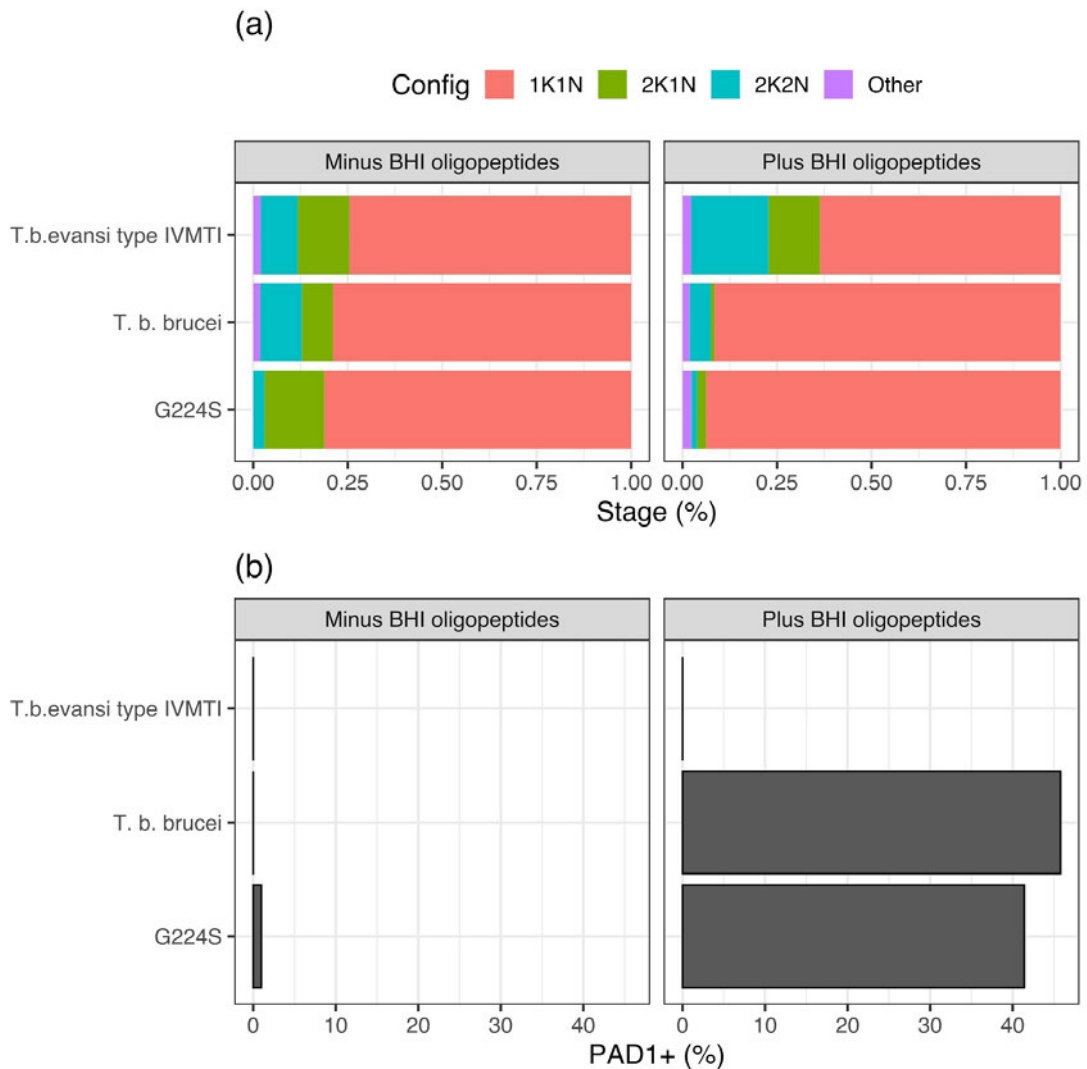 (a)
Config 1K1N 2K1N 2K2N Other
Minus BHI oligopeptides Plus BHI oligopeptides
T.b.evansi type IVMTI
T. b. brucei
G224S
0.00 0.25 0.50 0.75 1.00 0.00 0.25 0.50 0.75 1.00
Stage (%)
(b)
Minus BHI oligopeptides Plus BHI oligopeptides
T.b.evansi type IVMTI
T. b. brucei
G224S
0 10 20 30 40 0 10 20 30 40
PAD1+ (%)